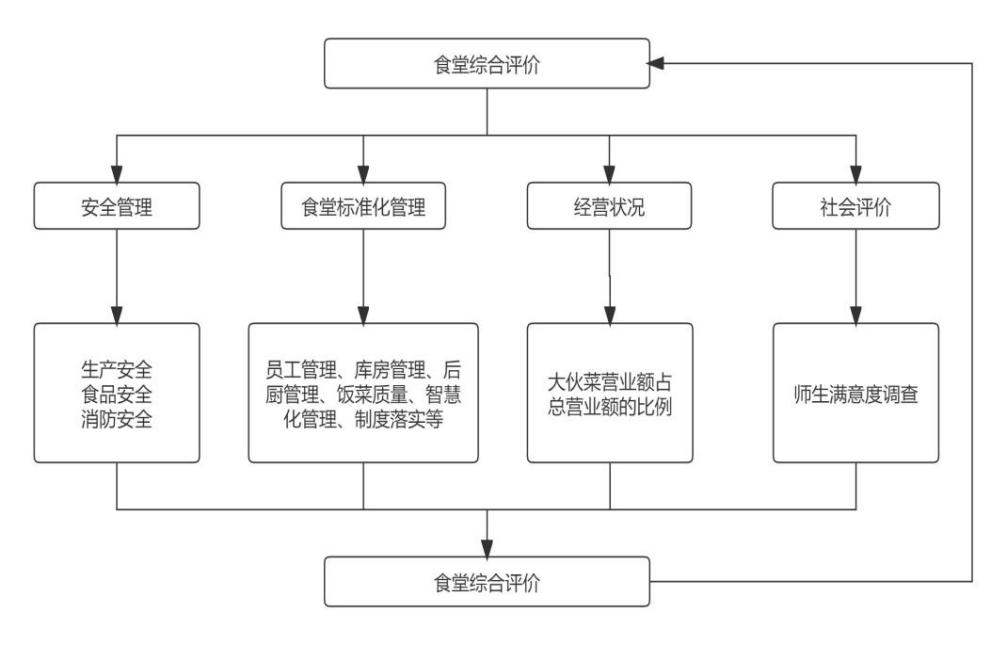 食堂综合评价
安全管理
食堂标准化管理
经营状况
社会评价
生产安全
食品安全
消防安全
员工管理、库房管理、后
厨管理、饭菜质量、智慧
化管理、制度落实等
大伙菜营业额占
总营业额的比例
师生满意度调查
食堂综合评价